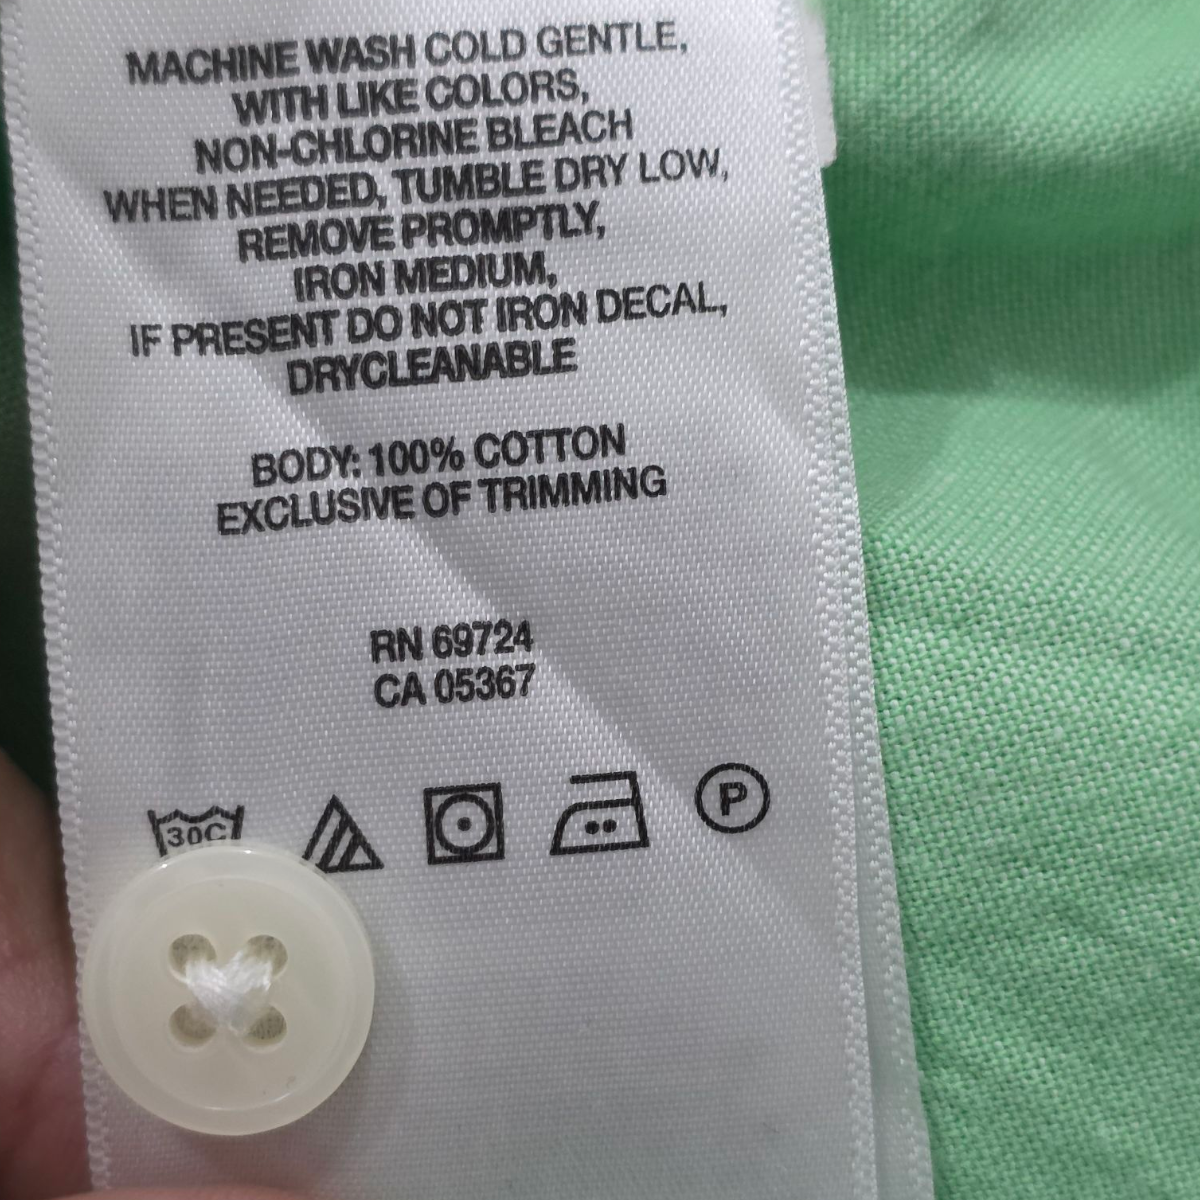 MACHINE WASH COLD GENTLE,
WITH LIKE COLORS,
NON-CHLORINE BLEACH
WHEN NEEDED, TUMBLE DRY LOW,
REMOVE PROMPTLY,
IRON MEDIUM,
IF PRESENT DO NOT IRON DECAL,
DRYCLEANABLE
BODY: 100% COTTON
EXCLUSIVE OF TRIMMING
RN 69724
CA 05367
30C P